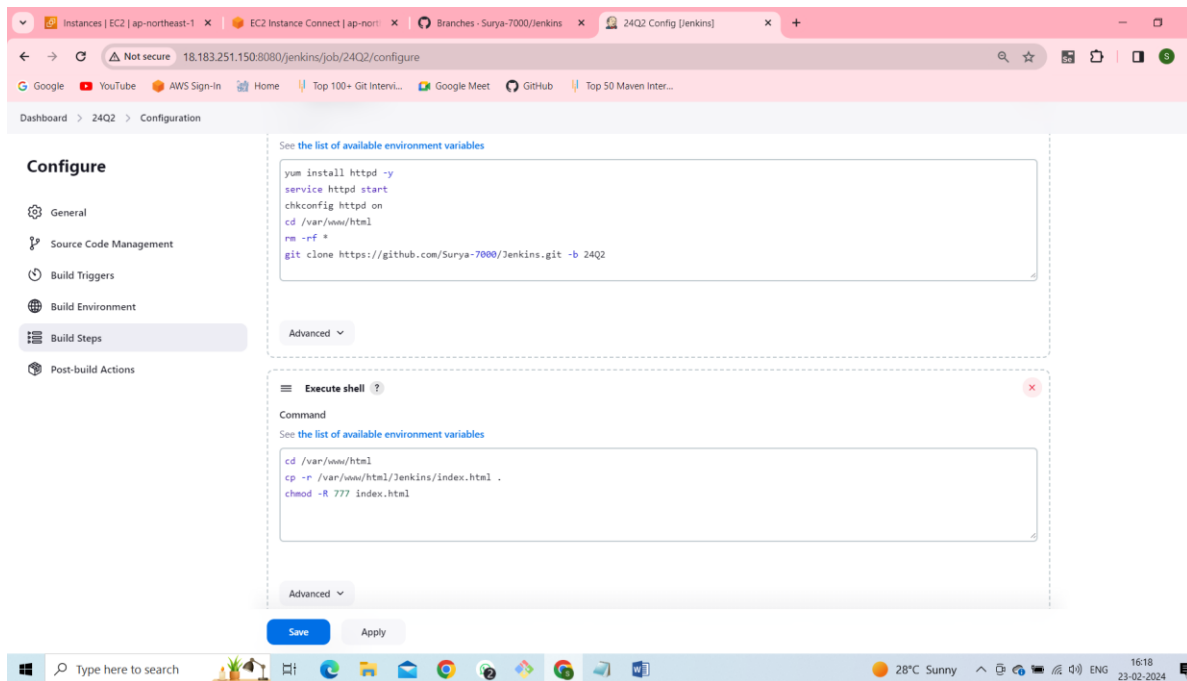 Instances | EC2 | ap-northeast-1
EC2 Instance Connect | ap-nort
Branches · Surya-7000/Jenkins
24Q2 Config [Jenkins]
Not secure 18.183.251.150:8080/jenkins/job/24Q2/configure
Se
S
Google YouTube AWS Sign-In Home Top 100+ Git Intervi... Google Meet GitHub Top 50 Maven Inter...
Dashboard > 24Q2 > Configuration
Configure
General
Source Code Management
Build Triggers
Build Environment
Build Steps
Post-build Actions
See the list of available environment variables
yum install httpd -y
service httpd start
chkconfig httpd on
cd /var/www/html
rm -rf *
git clone https://github.com/Surya-7000/Jenkins.git -b 24Q2
Advanced
Execute shell ?
Command
See the list of available environment variables
cd /var/www/html
cp -r /var/www/html/Jenkins/index.html .
chmod -R 777 index.html
Advanced
Save Apply
Type here to search
28°C Sunny
ENG
16:18
23-02-2024